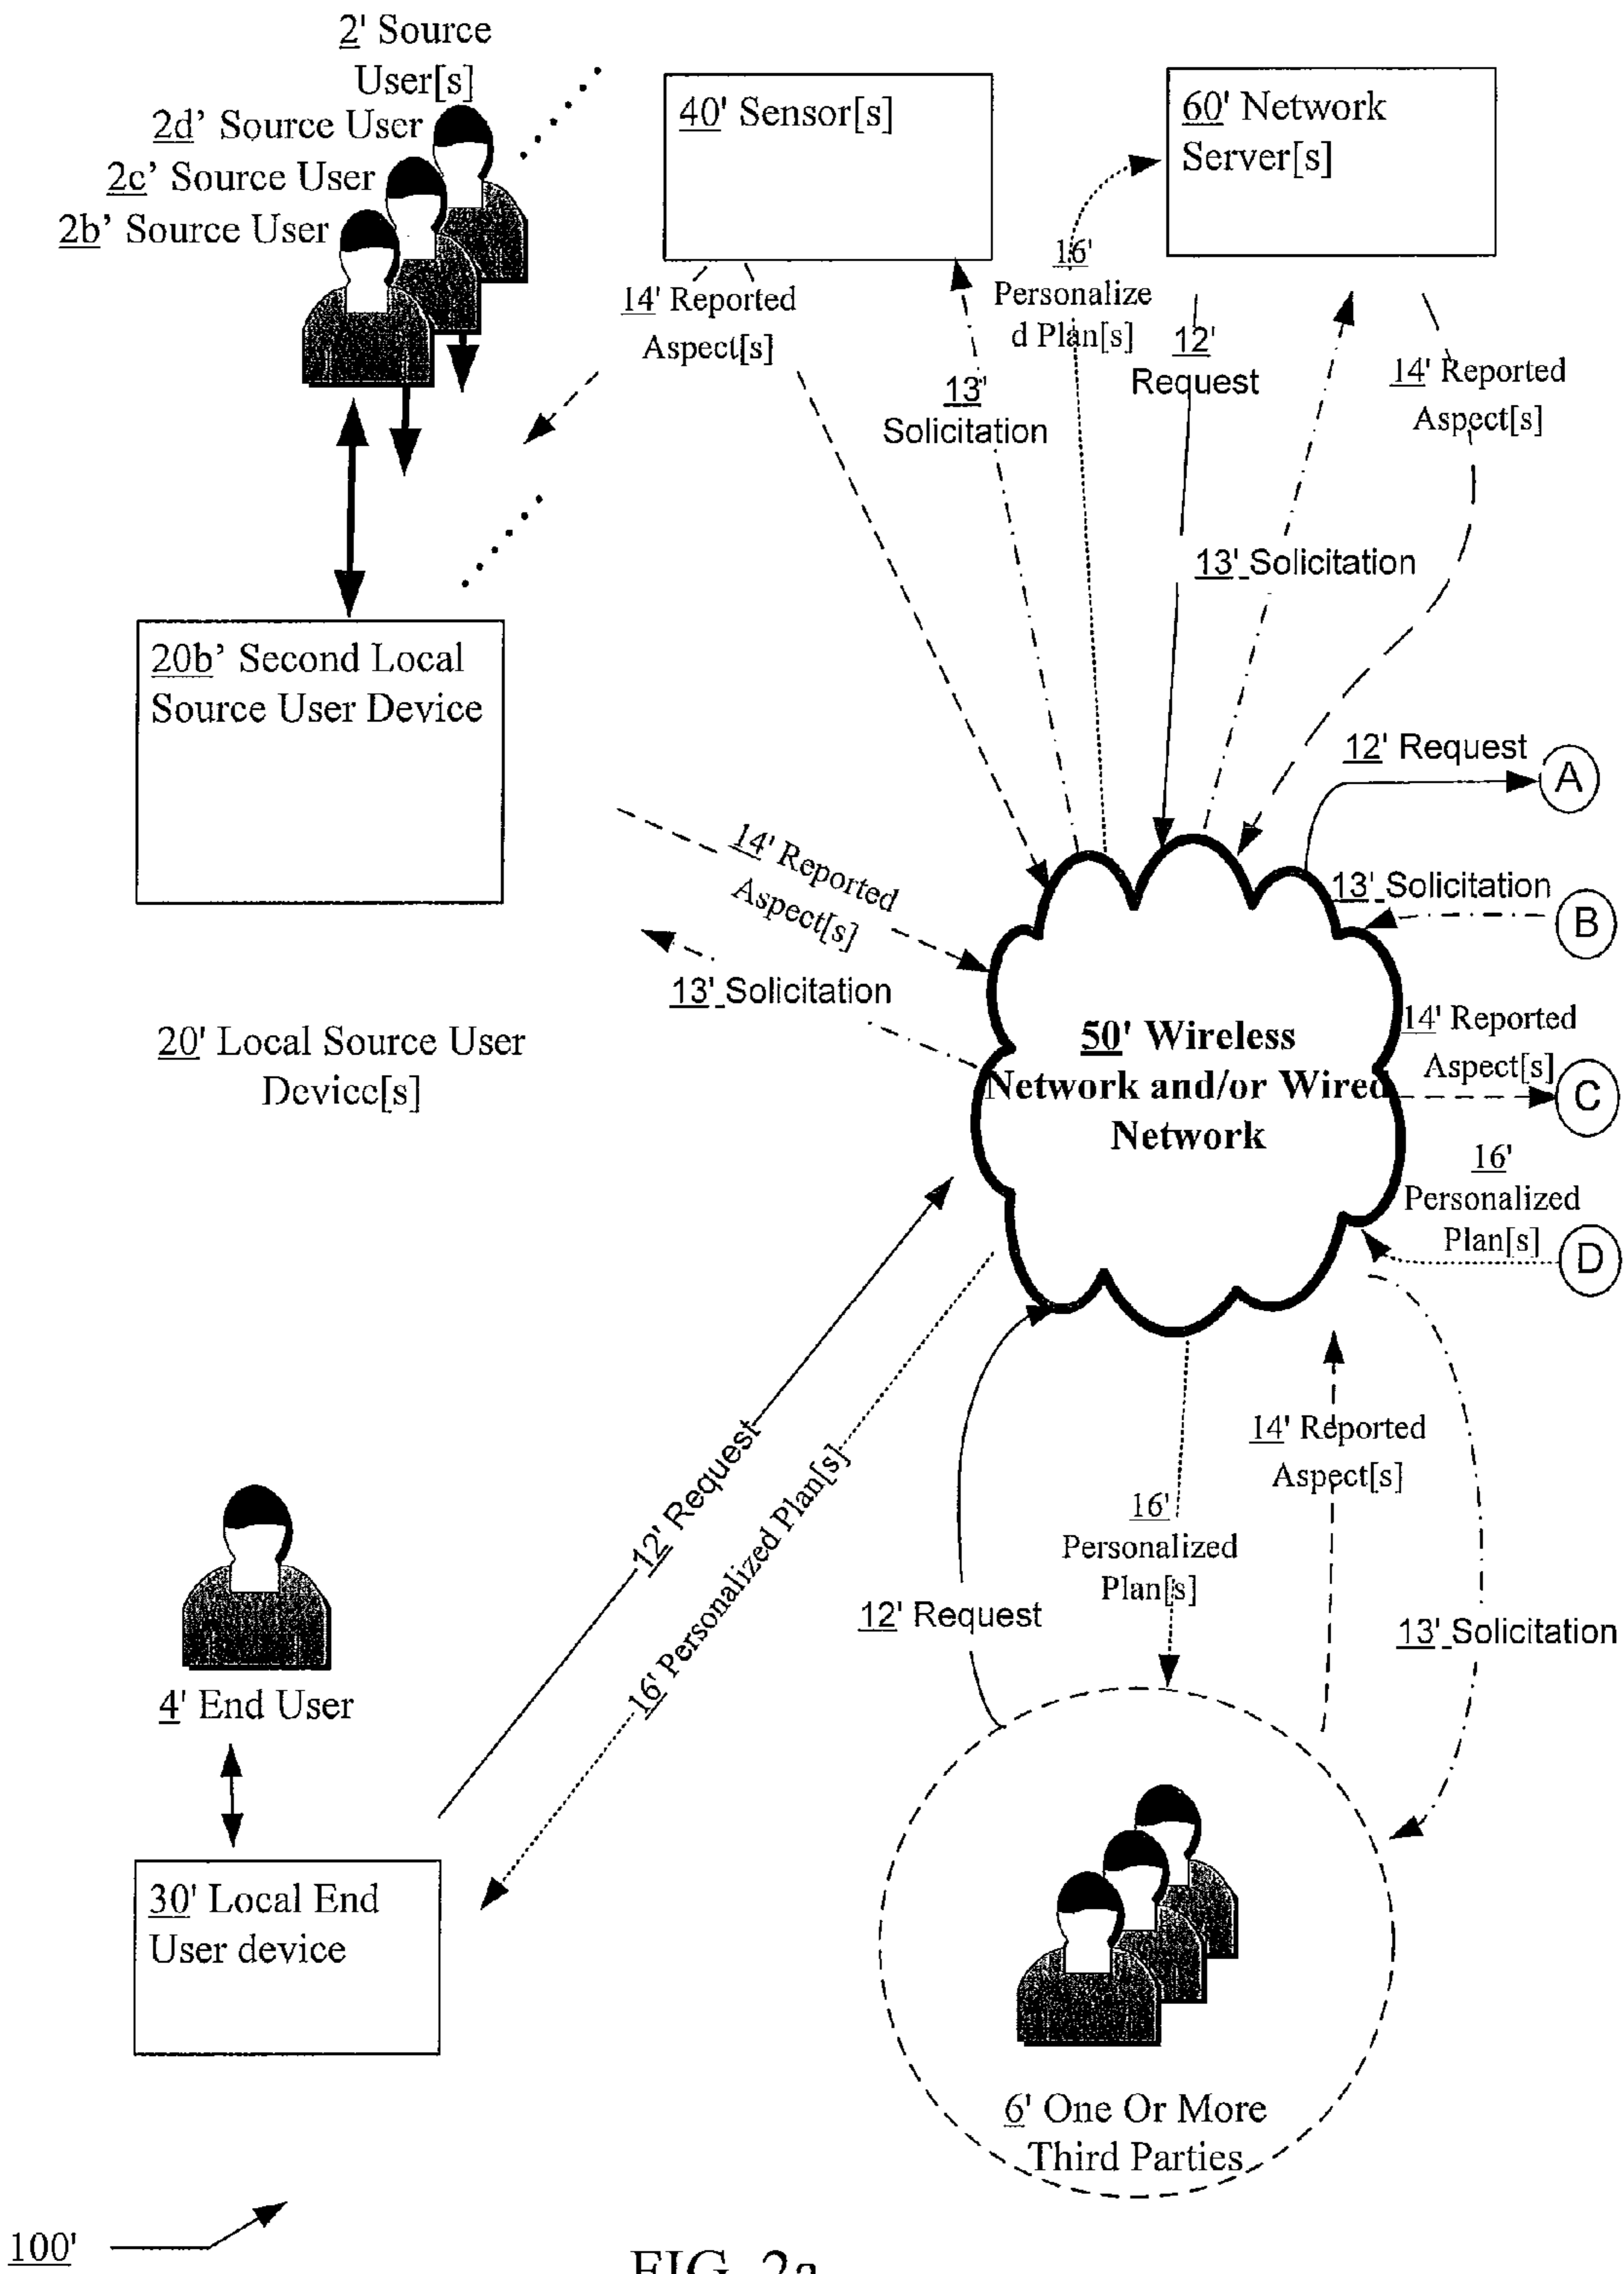 2' Source
User[s]
2d’ Source User
2c’ Source User
2b’ Source User
40' Sensor[s]
60' Network
Server[s]
14' Reported
Aspect[s]
16'
Personalize
d Plan[s]
13'
Solicitation
12'
Request
14' Reported
Aspect[s]
13' Solicitation
20b’ Second Local
Source User Device
12' Request
A
14' Reported
Aspect[s]
13' Solicitation
B
13' Solicitation
20' Local Source User
Device[s]
50' Wireless
Network and/or Wired
Network
14' Reported
Aspect[s]
C
16'
Personalized
Plan[s]
D
12' Request
16' Personalized Plan[s]
14' Reported
Aspect[s]
16'
Personalized
Plan[s]
12' Request
13' Solicitation
4' End User
30' Local End
User device
6' One Or More
Third Parties
100'
FIG. 2a